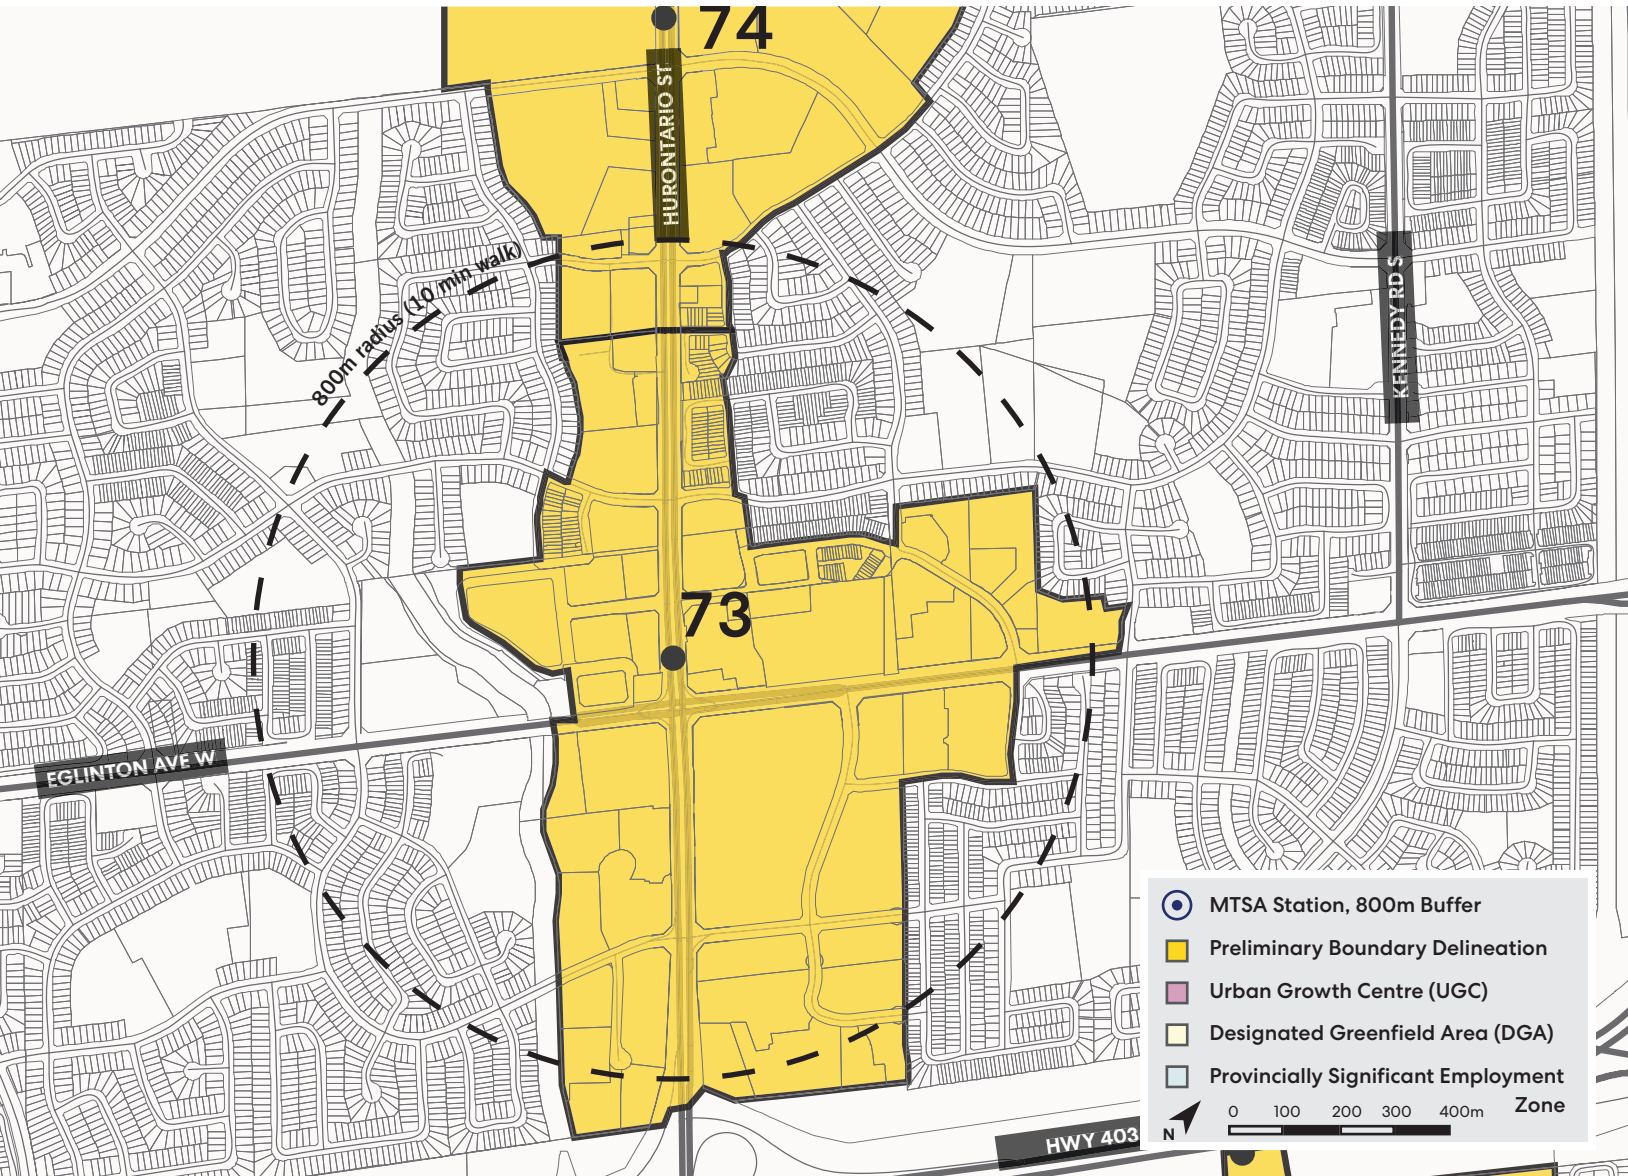 74
HURONTARIO ST
800m radius (10 min walk)
KENNEDY RD S
73
EGLINTON AVE W
MTSA Station, 800m Buffer
Preliminary Boundary Delineation
Urban Growth Centre (UGC)
Designated Greenfield Area (DGA)
Provincially Significant Employment
Zone
0 100 200 300 400m
N
HWY 403